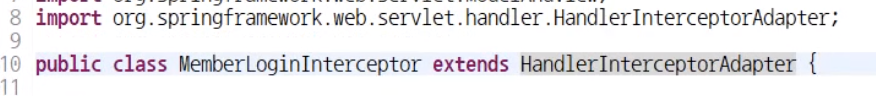 8 import org.springframework.web.servlet.handler.HandlerInterceptorAdapter;
9
10 public class MemberLoginInterceptor extends HandlerInterceptorAdapter {
11